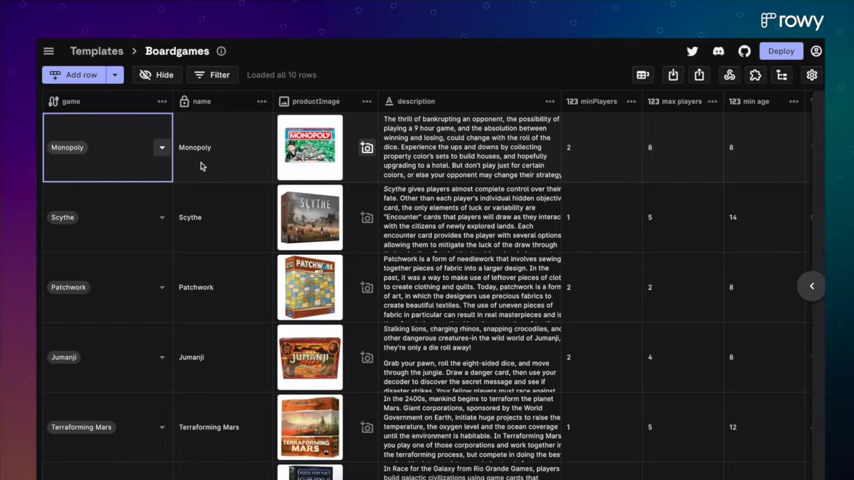 rowy
Templates > Boardgames
Deploy
Add row
Hide
Filter
Loaded all 10 rows
game
name
productImage
description
123 minPlayers
123 max players
123 min age
Monopoly
Monopoly
MONOPOLY
The thrill of bankrupting an opponent, the possibility of
playing a 9 hour game, and the absolution between
winning and losing, could change with the roll of the
dice. Experience the ups and downs by collecting
property color's sets to build houses, and hopefully
upgrading to a hotel. But don't play just for certain
colors, or else your opponent may change their strategy
2
8
8
Scythe
Scythe
SCYTHE
Scythe gives players almost complete control over their
fate. Other than each player's individual hidden objective
card, the only elements of luck or variability are
"Encounter" cards that players will draw as they interac
with the citizens of newly explored lands. Each
encounter card provides the player with several options
allowing them to mitigate the luck of the draw through
1
5
14
Patchwork
Patchwork
PATCHWORK
Patchwork is a form of needlework that involves sewing
together pieces of fabric into a larger design. In the
past, it was a way to make use of leftover pieces of clot
to create clothing and quilts. Today, patchwork is a form
of art, in which the designers use precious fabrics to
create beautiful textiles. The use of uneven pieces of
fabric in particular can result in real masterpieces and is
2
2
8
Jumanji
Jumanji
JUMANJI
Stalking lions, charging rhinos, snapping crocodiles, and
other dangerous creatures-in the wild world of Jumanji,
they're only a die roll away!
Grab your pawn, roll the eight-sided dice, and move
through the jungle. Draw a danger card, then use your
decoder to discover the secret message and see if
disaster strikes. Your fellow players must race against
2
4
8
Terraforming Mars
Terraforming Mars
TERRAFORMING
MARS
In the 2400s, mankind begins to terraform the planet
Mars. Giant corporations, sponsored by the World
Government on Earth, initiate huge projects to raise the
temperature, the oxygen level and the ocean coverage
until the environment is habitable. In Terraforming Mars
you play one of those corporations and work together in
the terraforming process, but compete in doing the best
1
5
12
In Race for the Galaxy from Rio Grande Games, players
build galactic civilizations using game cards that